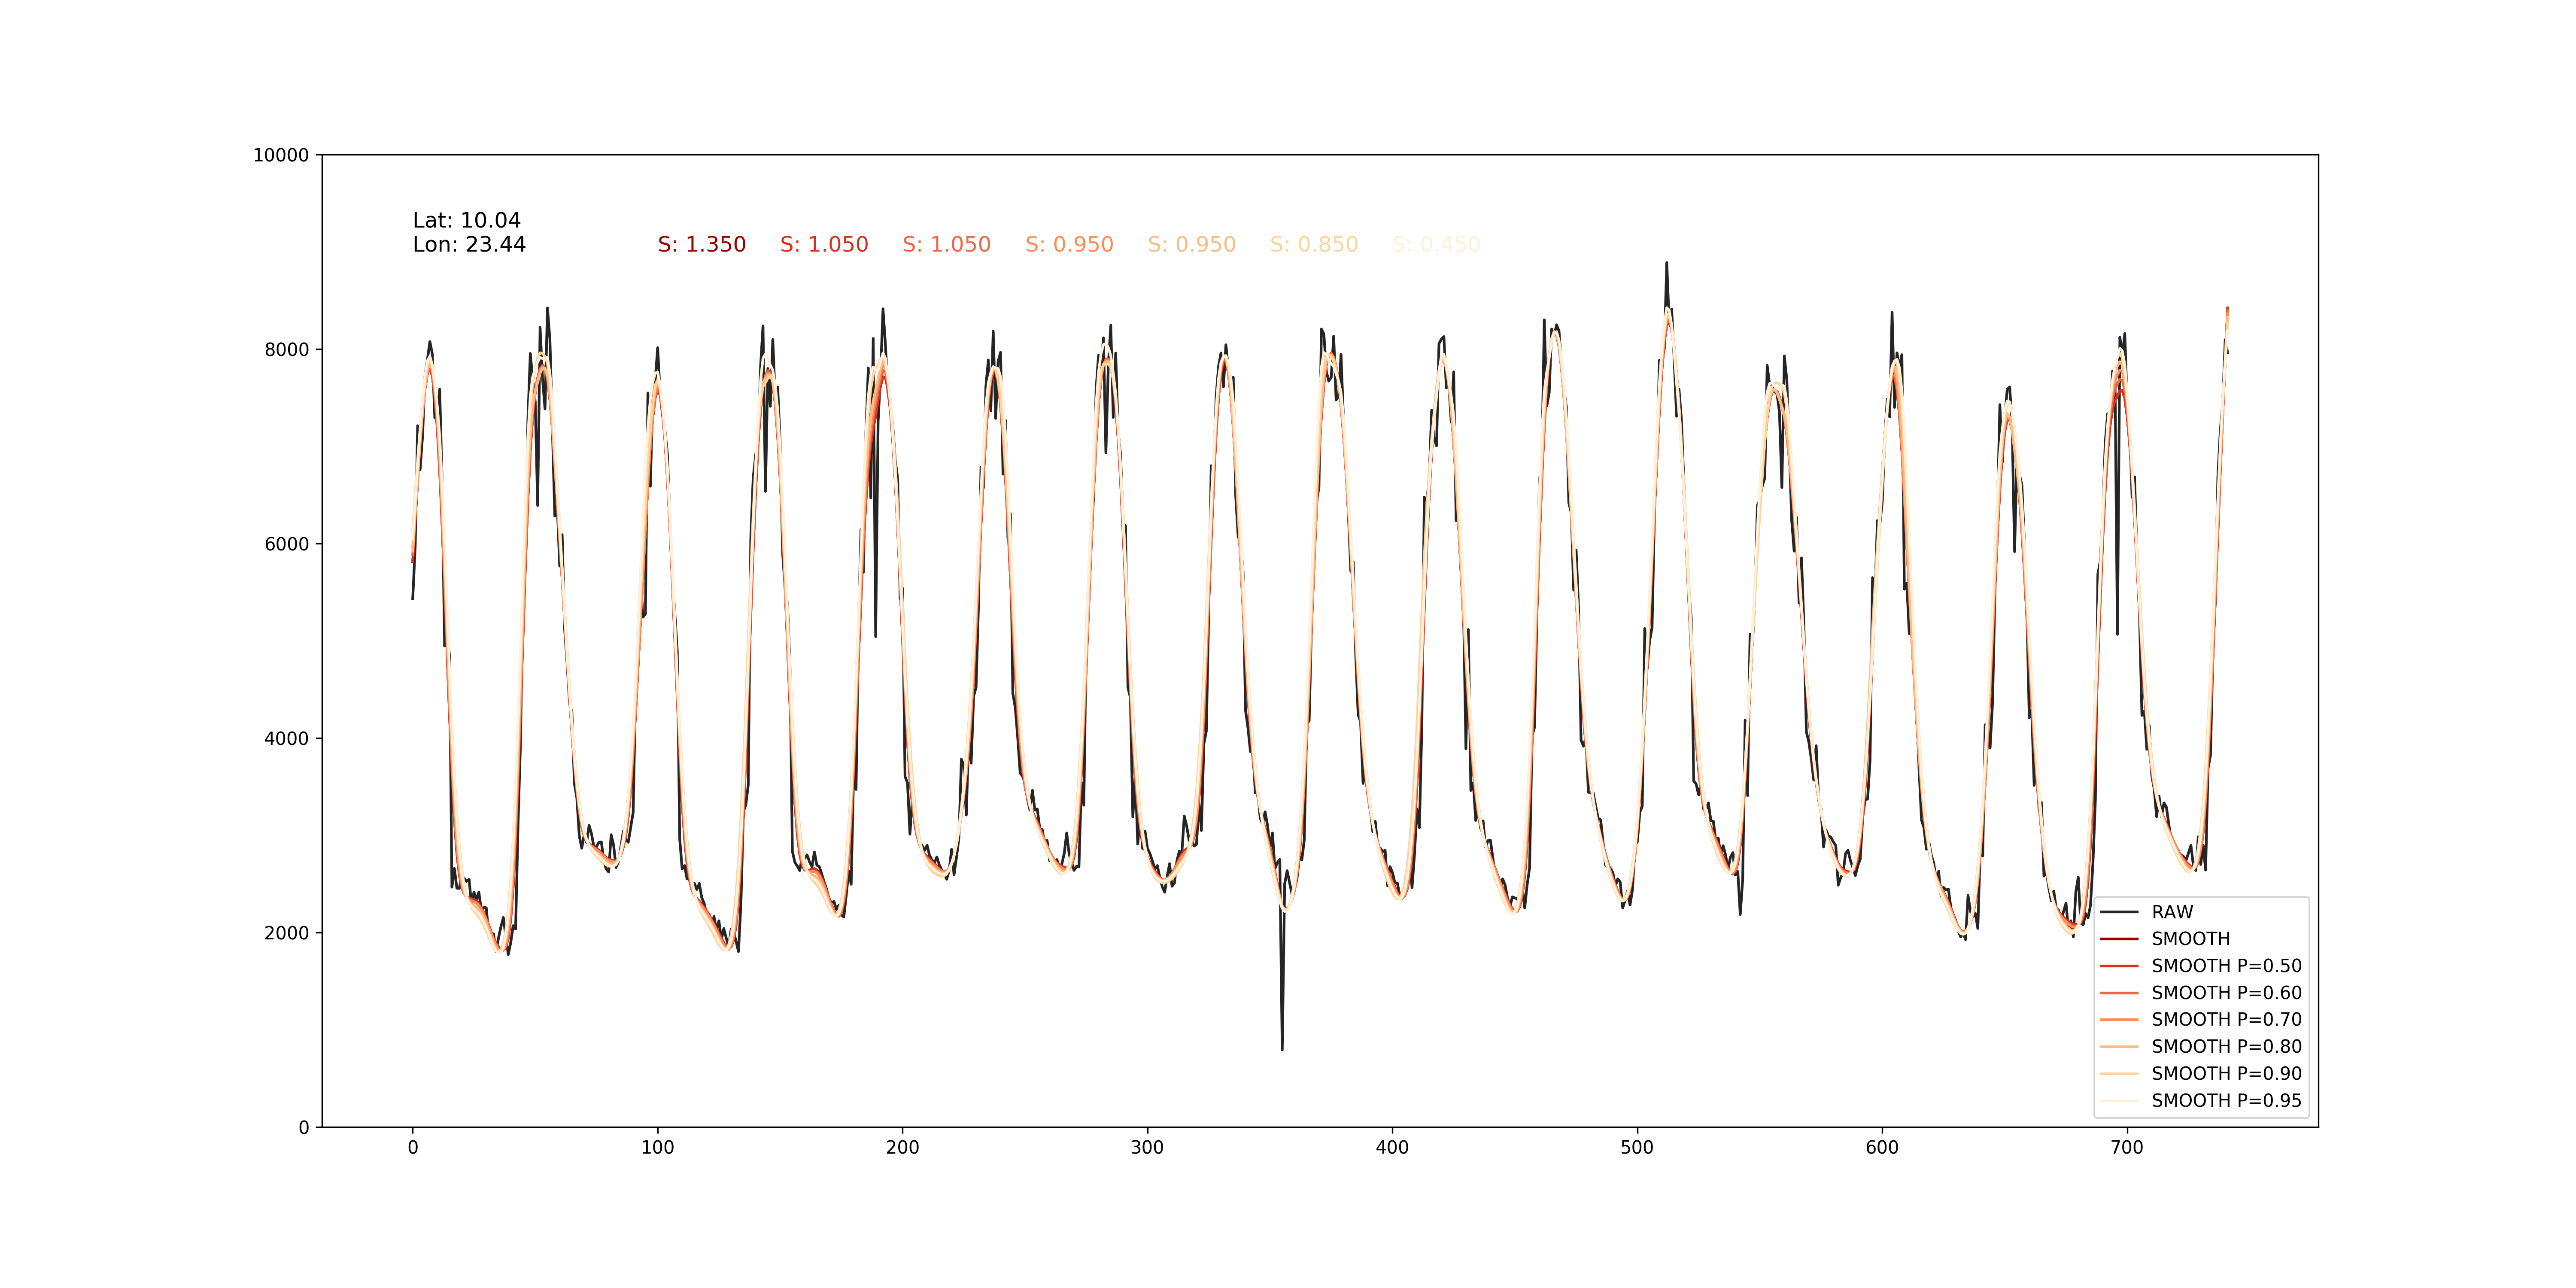 10000
8000
6000
4000
2000
0
Lat: 10.04
Lon: 23.44
S: 1.350 S: 1.050 S: 1.050 S: 0.950 S: 0.950 S: 0.850 S: 0.450
RAW
SMOOTH
SMOOTH P=0.50
SMOOTH P=0.60
SMOOTH P=0.70
SMOOTH P=0.80
SMOOTH P=0.90
SMOOTH P=0.95
0 100 200 300 400 500 600 700